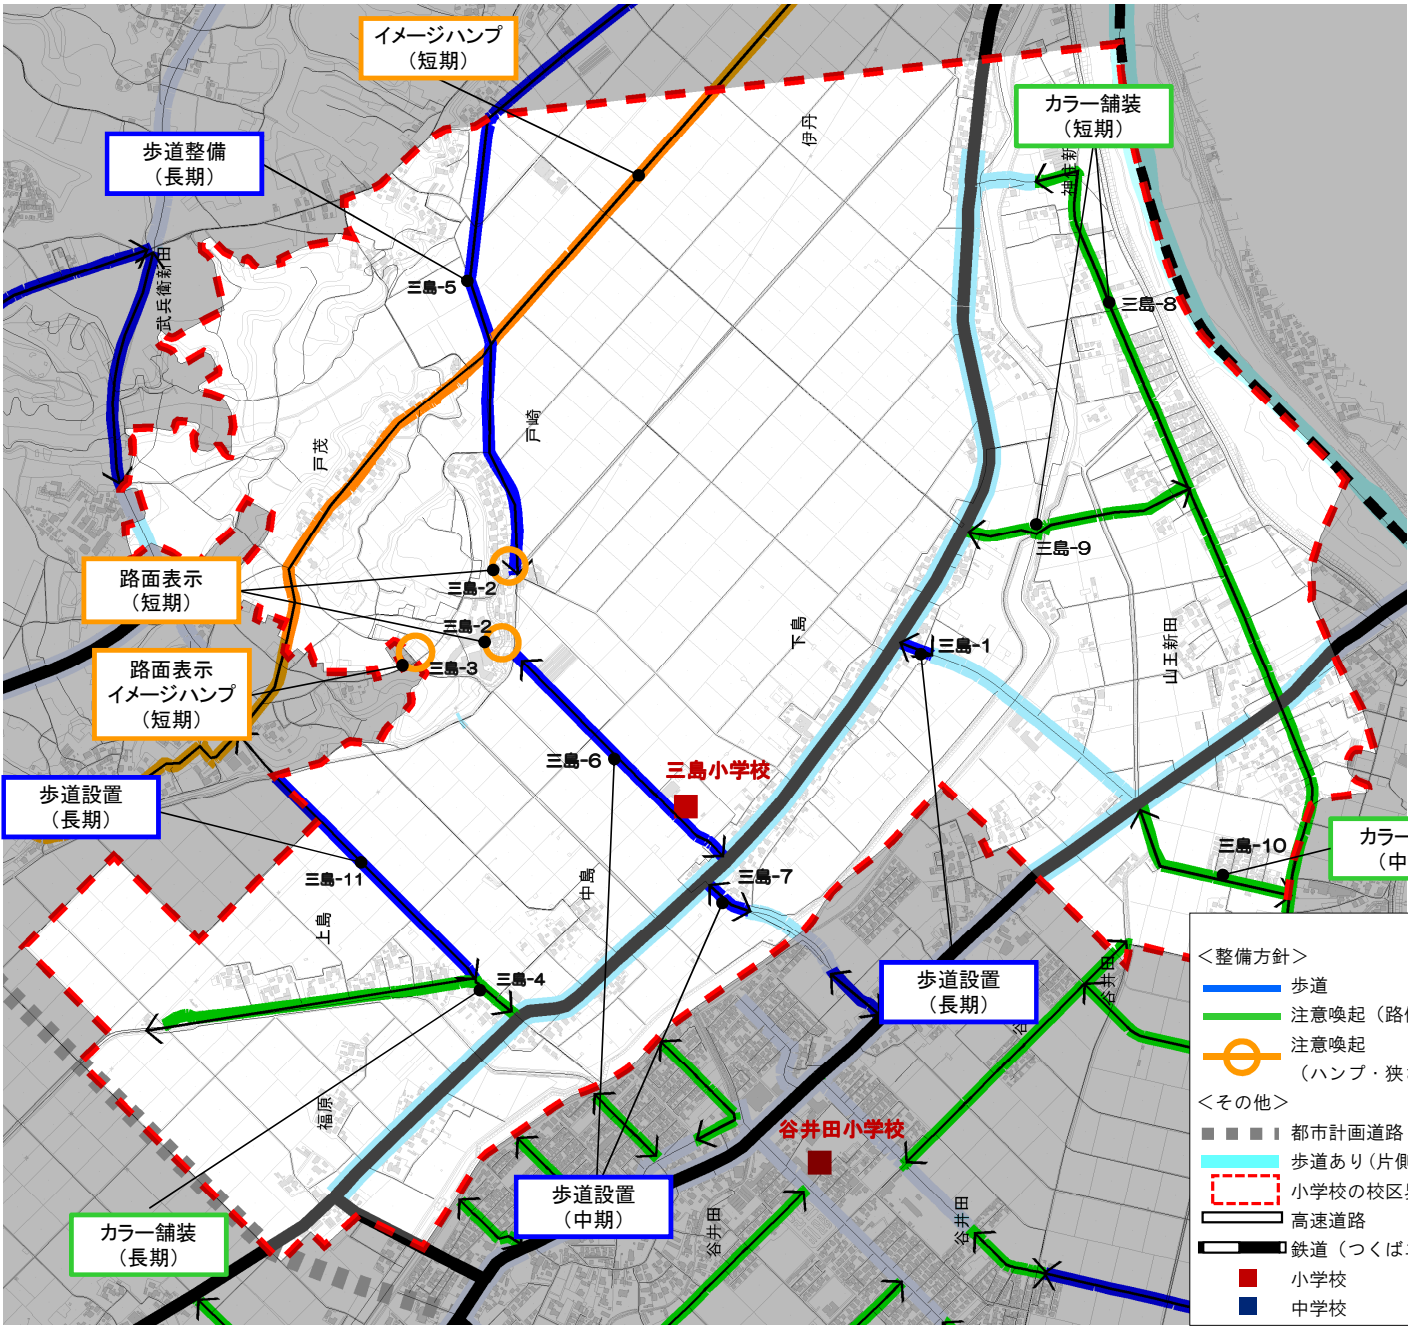 イメージハンプ
（短期）
カラー舗装
（短期）
歩道整備
（長期）
伊丹
武兵衛新田
三島-5
三島-8
戸崎
戸茂
三島-9
路面表示
（短期）
三島-2
三島-2
下島
三島-1
山王新田
路面表示
イメージハンプ
（短期）
三島-3
三島-6
三島小学校
歩道設置
（長期）
三島-10
カラー
（中
三島-11
中島
三島-7
上島
三島-4
歩道設置
（長期）
谷井田
福原
谷井田小学校
歩道設置
（中期）
谷井田
谷井田
カラー舗装
（長期）
＜整備方針＞
歩道
注意喚起（路
注意喚起
（ハンプ・狭
＜その他＞
都市計画道路
歩道あり（片側
小学校の校区
高速道路
鉄道（つくば
小学校
中学校